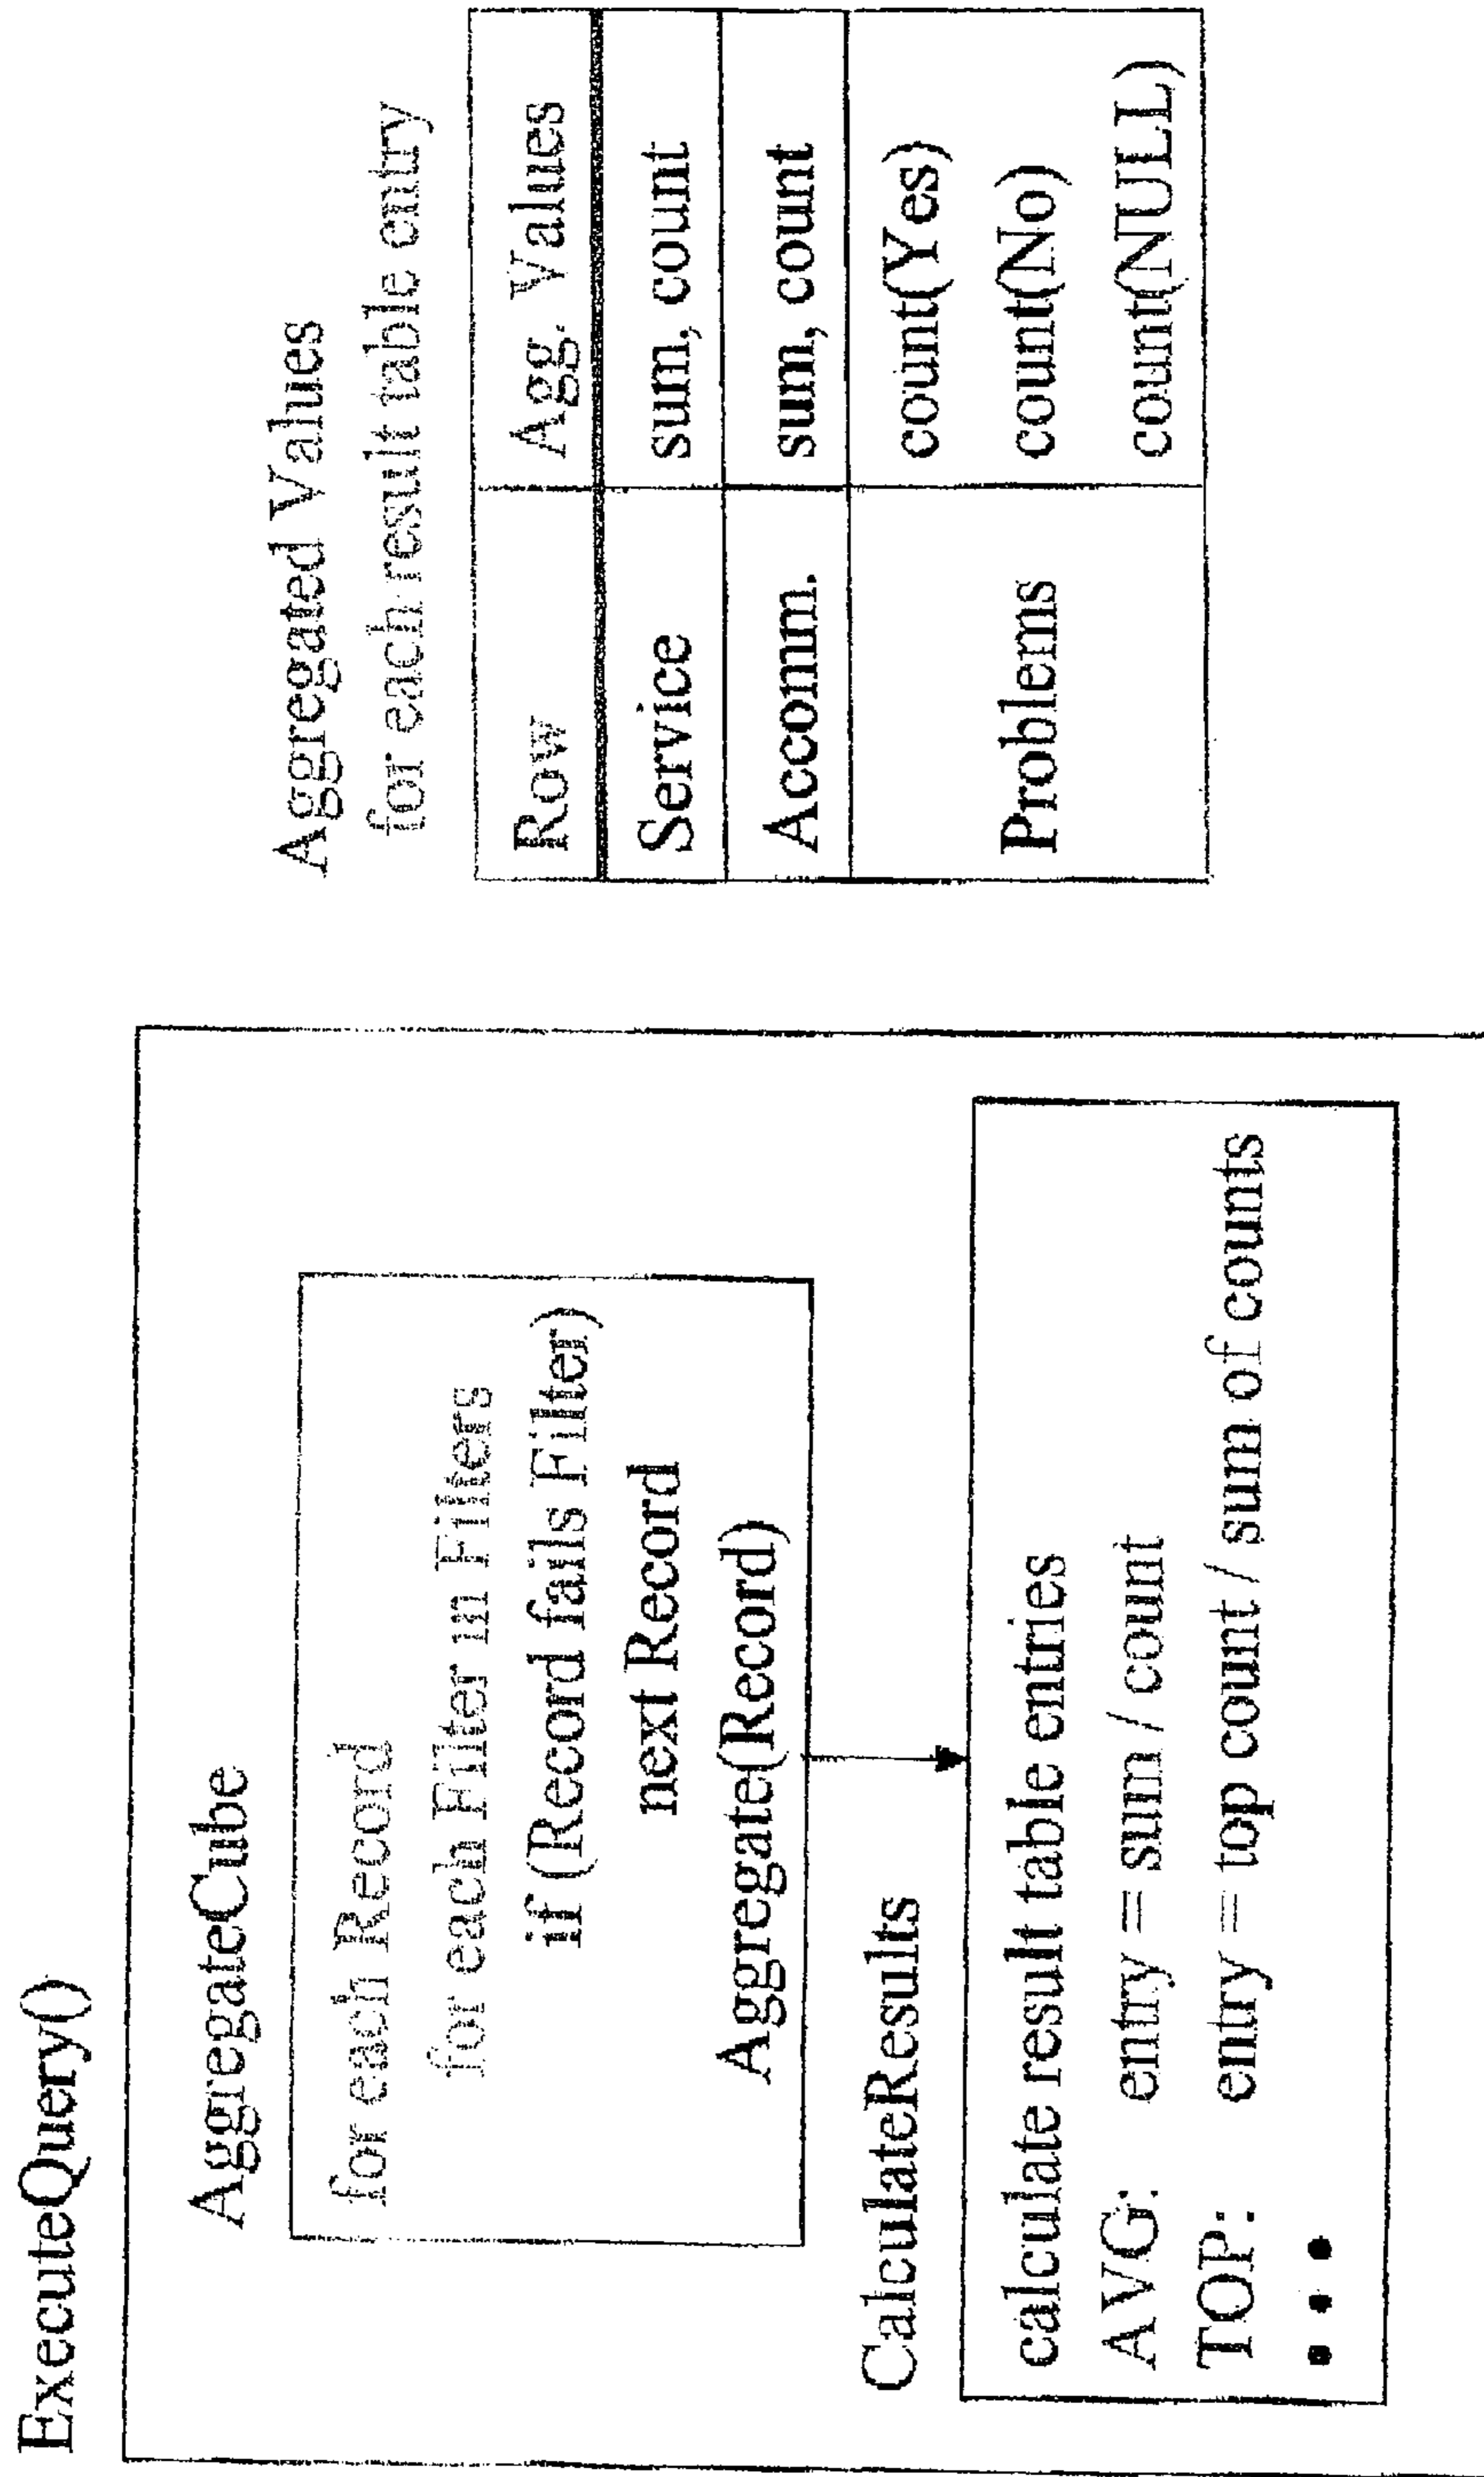 ExecuteQuery()
AggregateCube
for each Record
for each Filter in Filters
if (Record fails Filter)
next Record
Aggregate(Record)
CalculateResults
calculate result table entries
AVG: entry = sum / count
TOP: entry = top count / sum of counts
• • •
Aggregated Values
for each result table entry
Row Agg. Values
Service sum, count
Accomm. sum, count
Problems count(Yes)
count(No)
count(NULL)